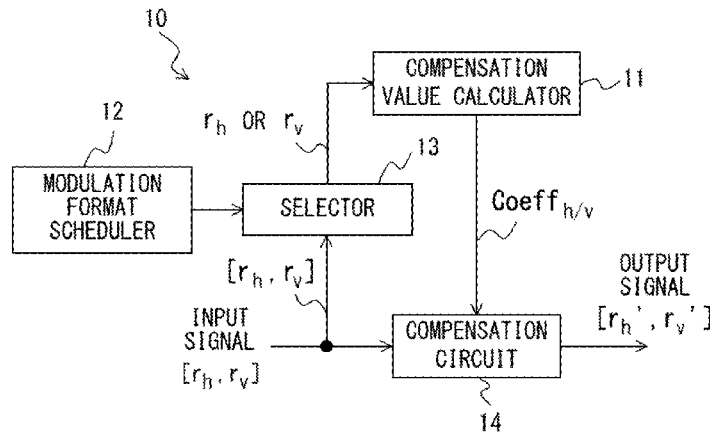 10
COMPENSATION
VALUE CALCULATOR
11
r_h OR r_v
12
13
MODULATION
FORMAT
SCHEDULER
SELECTOR
Coeff_h/v
[r_h, r_v]
OUTPUT
SIGNAL
[r_h', r_v']
INPUT
SIGNAL
[r_h, r_v]
COMPENSATION
CIRCUIT
14